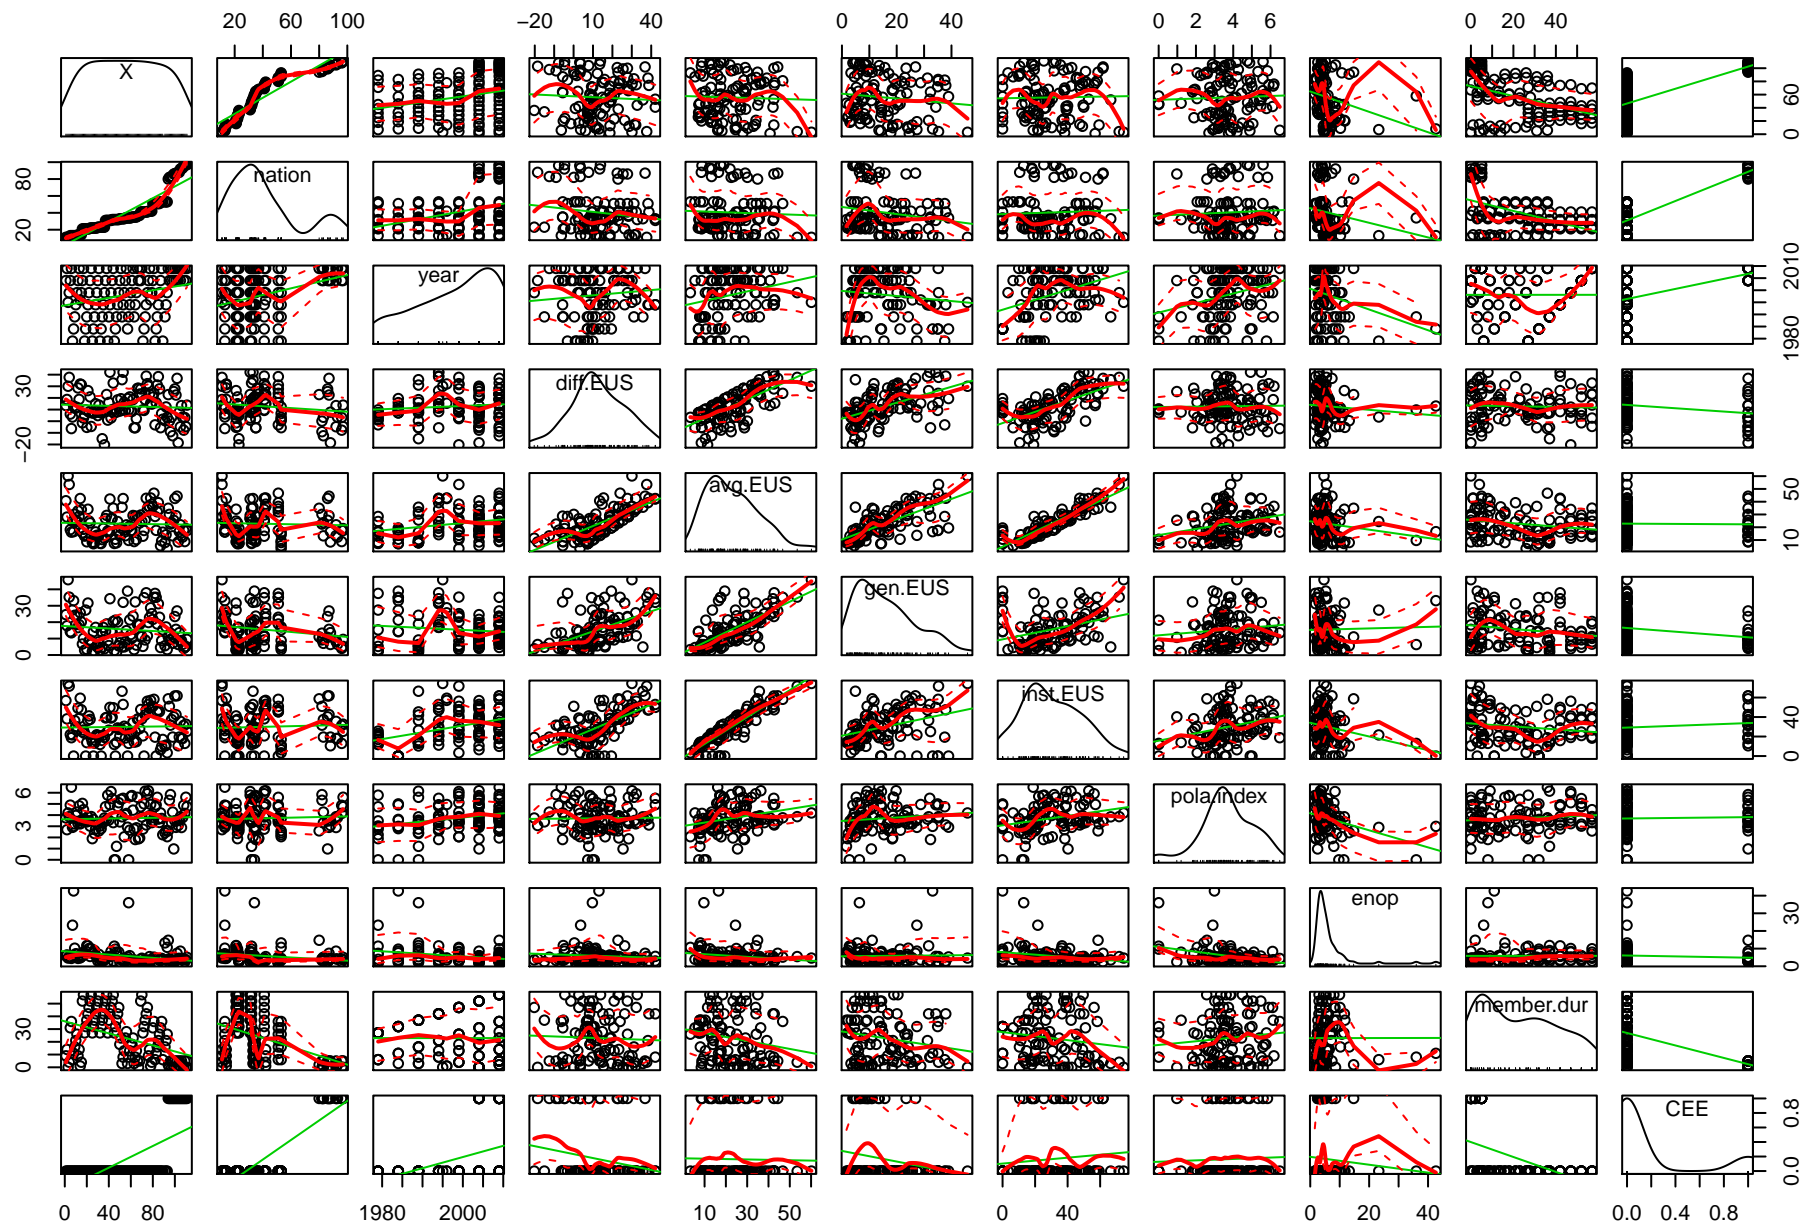 20 60 100 −20 10 40 0 20 40 0 2 4 6 0 20 40
X
0 60
nation
20 80
year
1980 2010
diff.EUS
−20 30
avg.EUS
10 50
gen.EUS
0 30
inst.EUS
0 40
pola.index
0 3 6
enop
0 30
member.dur
0 30
CEE
0.0 0.8
0 40 80 1980 2000 10 30 50 0 40 0 20 40 0.0 0.4 0.8